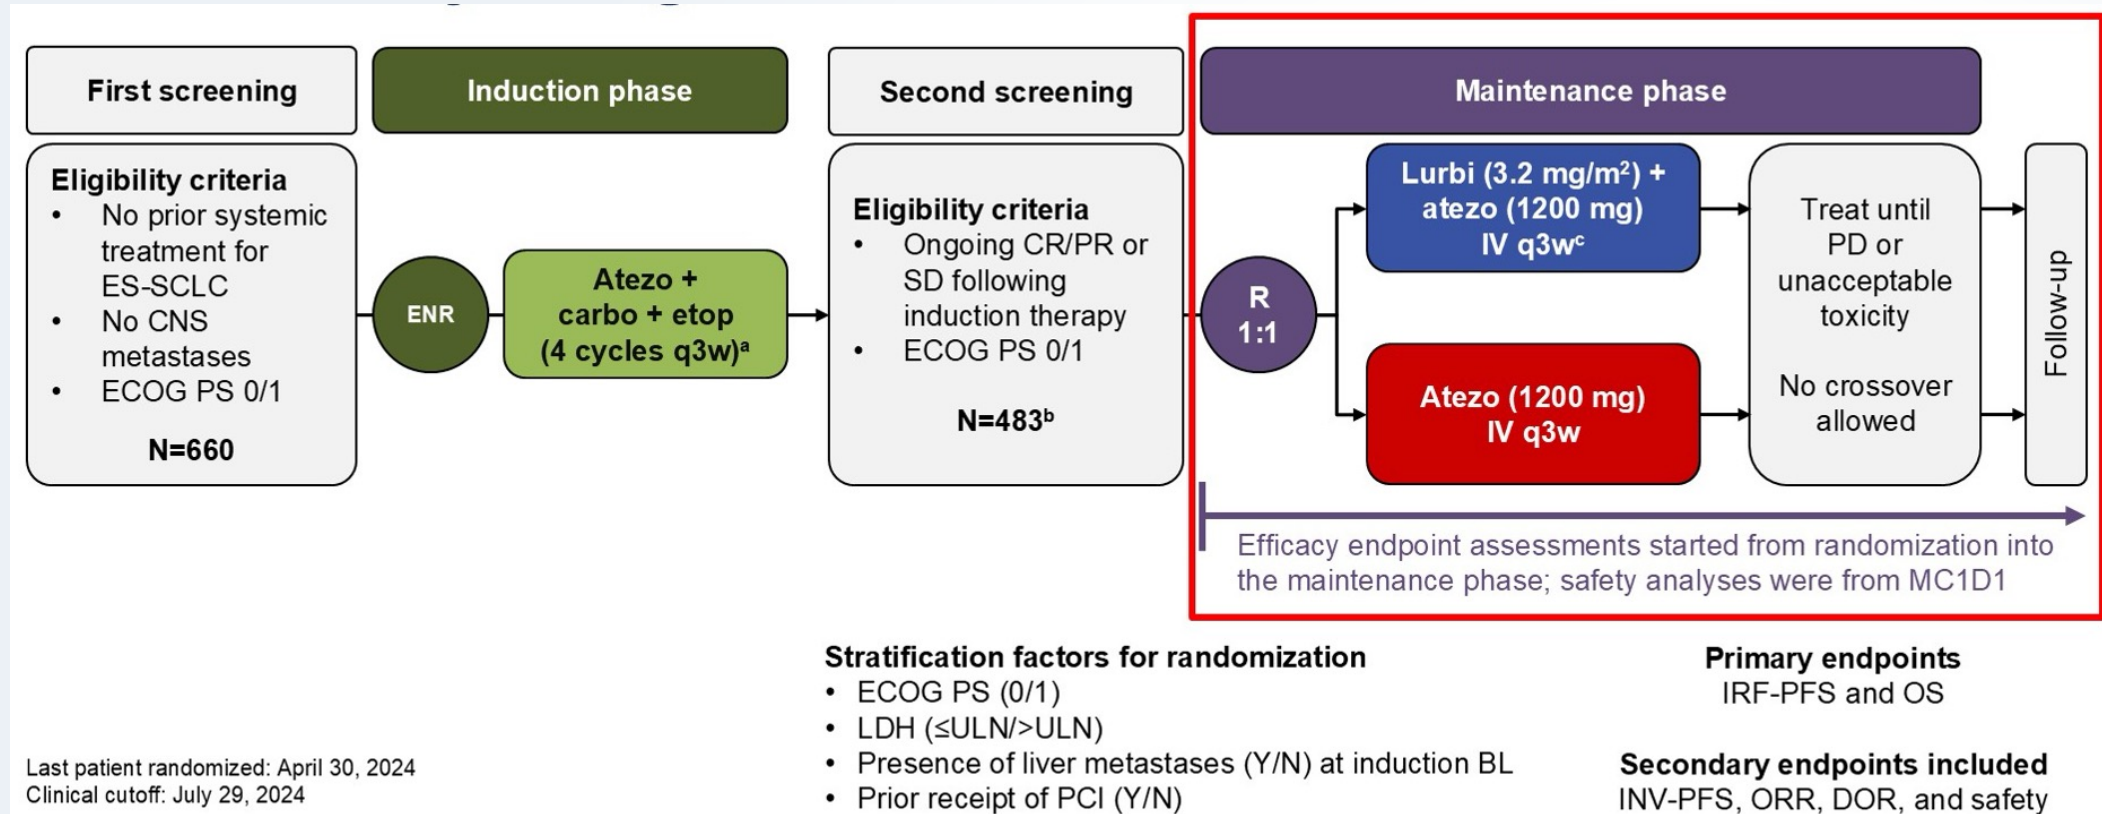 First screening
Induction phase
Second screening
Maintenance phase
Eligibility criteria
• No prior systemic
treatment for
ES-SCLC
• No CNS
metastases
• ECOG PS 0/1
N=660
ENR
Atezo +
carbo + etop
(4 cycles q3w)ᵃ
Eligibility criteria
• Ongoing CR/PR or
SD following
induction therapy
• ECOG PS 0/1
N=483ᵇ
R
1:1
Lurbi (3.2 mg/m²) +
atezo (1200 mg)
IV q3wᶜ
Atezo (1200 mg)
IV q3w
Treat until
PD or
unacceptable
toxicity
No crossover
allowed
Follow-up
Efficacy endpoint assessments started from randomization into
the maintenance phase; safety analyses were from MC1D1
Stratification factors for randomization
• ECOG PS (0/1)
• LDH (≤ULN/>ULN)
• Presence of liver metastases (Y/N) at induction BL
• Prior receipt of PCI (Y/N)
Primary endpoints
IRF-PFS and OS
Secondary endpoints included
INV-PFS, ORR, DOR, and safety
Last patient randomized: April 30, 2024
Clinical cutoff: July 29, 2024